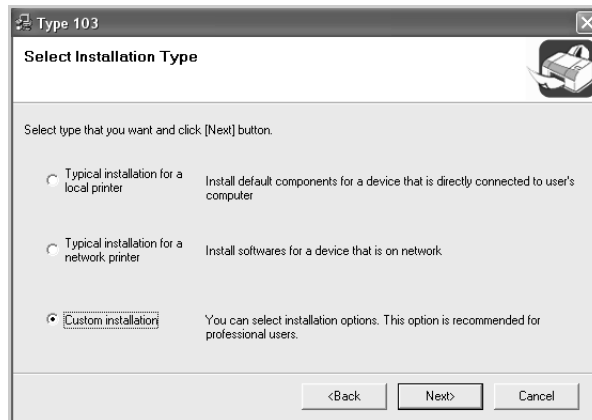 Type 103
Select Installation Type
Select type that you want and click [Next] button.
Typical installation for a
local printer
Install default components for a device that is directly connected to user's
computer
Typical installation for a
network printer
Install softwares for a device that is on network
Custom installation
You can select installation options. This option is recommended for
professional users.
<Back
Next>
Cancel